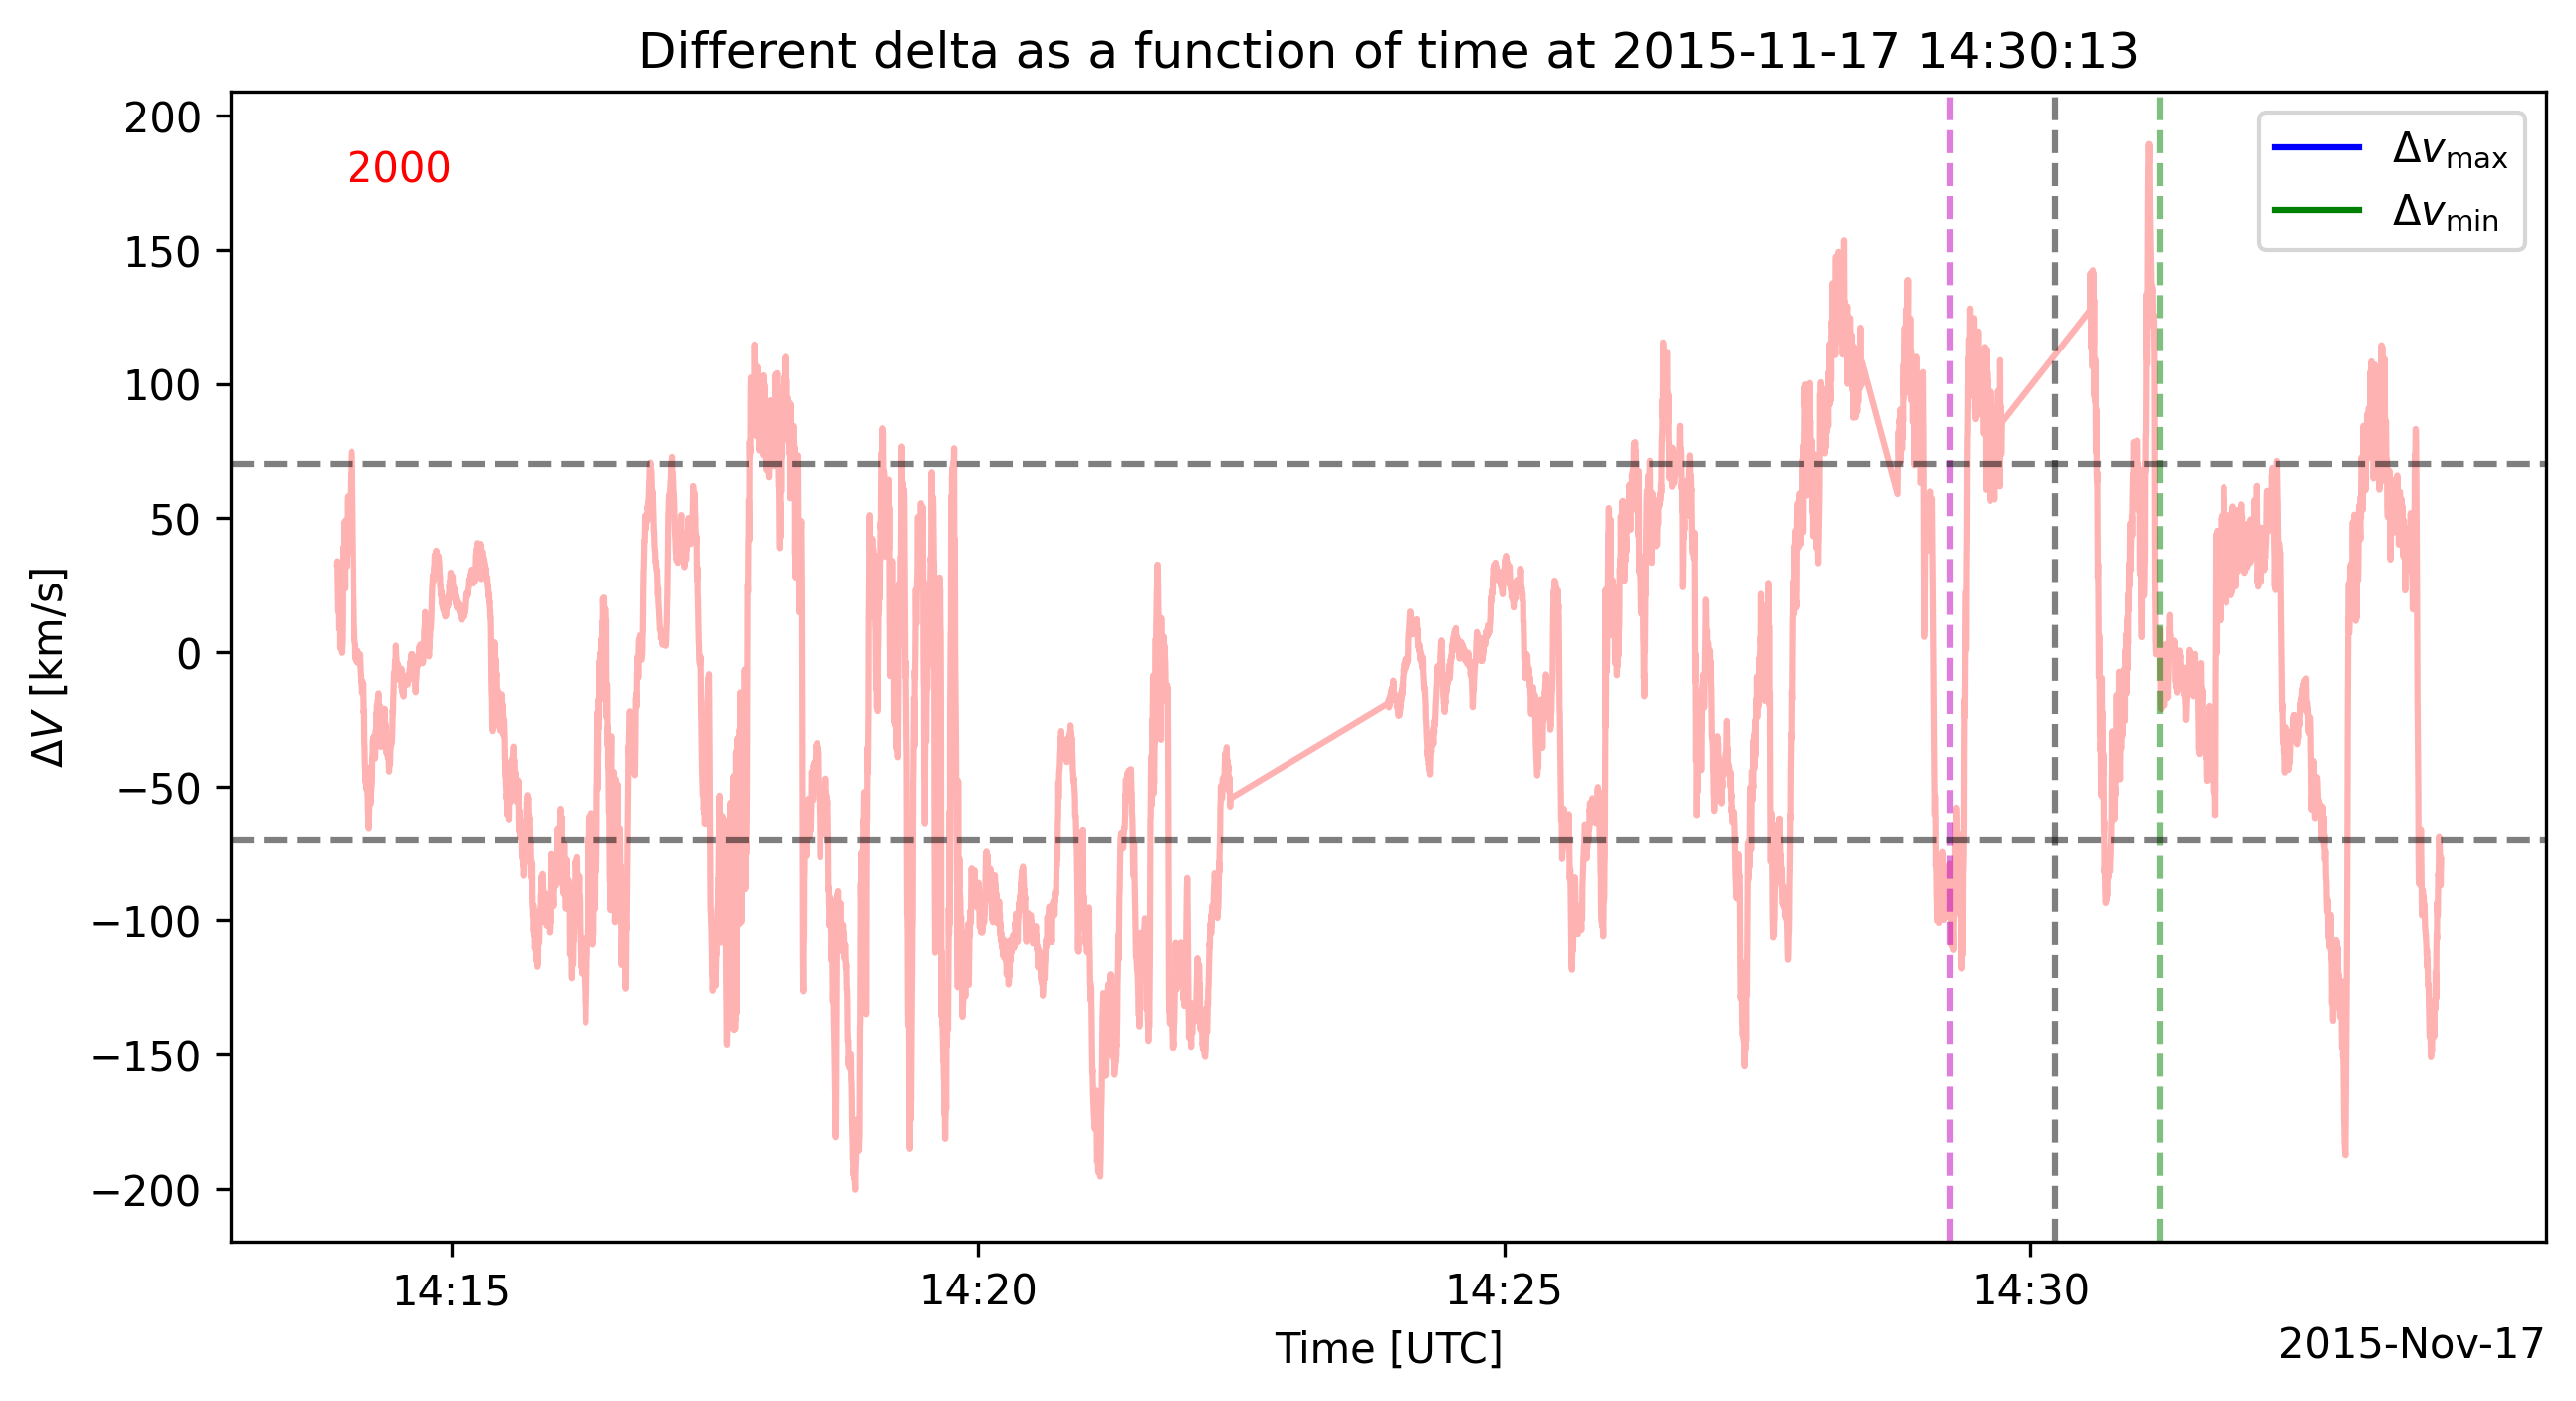 Different delta as a function of time at 2015-11-17 14:30:13
200
150
100
50
0
−50
−100
−150
−200
ΔV [km/s]
2000
Δv_max
Δv_min
14:15
14:20
14:25
14:30
Time [UTC]
2015-Nov-17